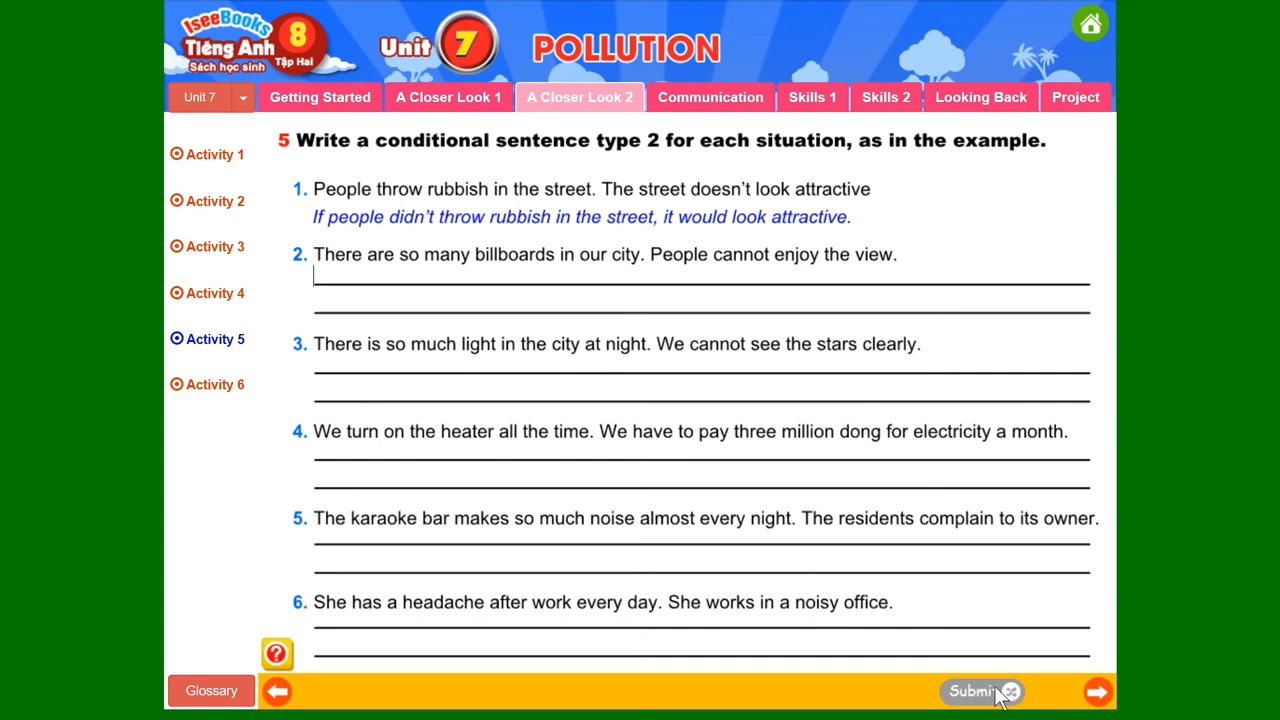 IseeBooks
Tiếng Anh 8
Tập Hai
Sách học sinh
Unit 7 POLLUTION
Unit 7 Getting Started A Closer Look 1 A Closer Look 2 Communication Skills 1 Skills 2 Looking Back Project
Activity 1
Activity 2
Activity 3
Activity 4
Activity 5
Activity 6
5 Write a conditional sentence type 2 for each situation, as in the example.
1. People throw rubbish in the street. The street doesn't look attractive
If people didn't throw rubbish in the street, it would look attractive.
2. There are so many billboards in our city. People cannot enjoy the view.
3. There is so much light in the city at night. We cannot see the stars clearly.
4. We turn on the heater all the time. We have to pay three million dong for electricity a month.
5. The karaoke bar makes so much noise almost every night. The residents complain to its owner.
6. She has a headache after work every day. She works in a noisy office.
?
Glossary
Submit